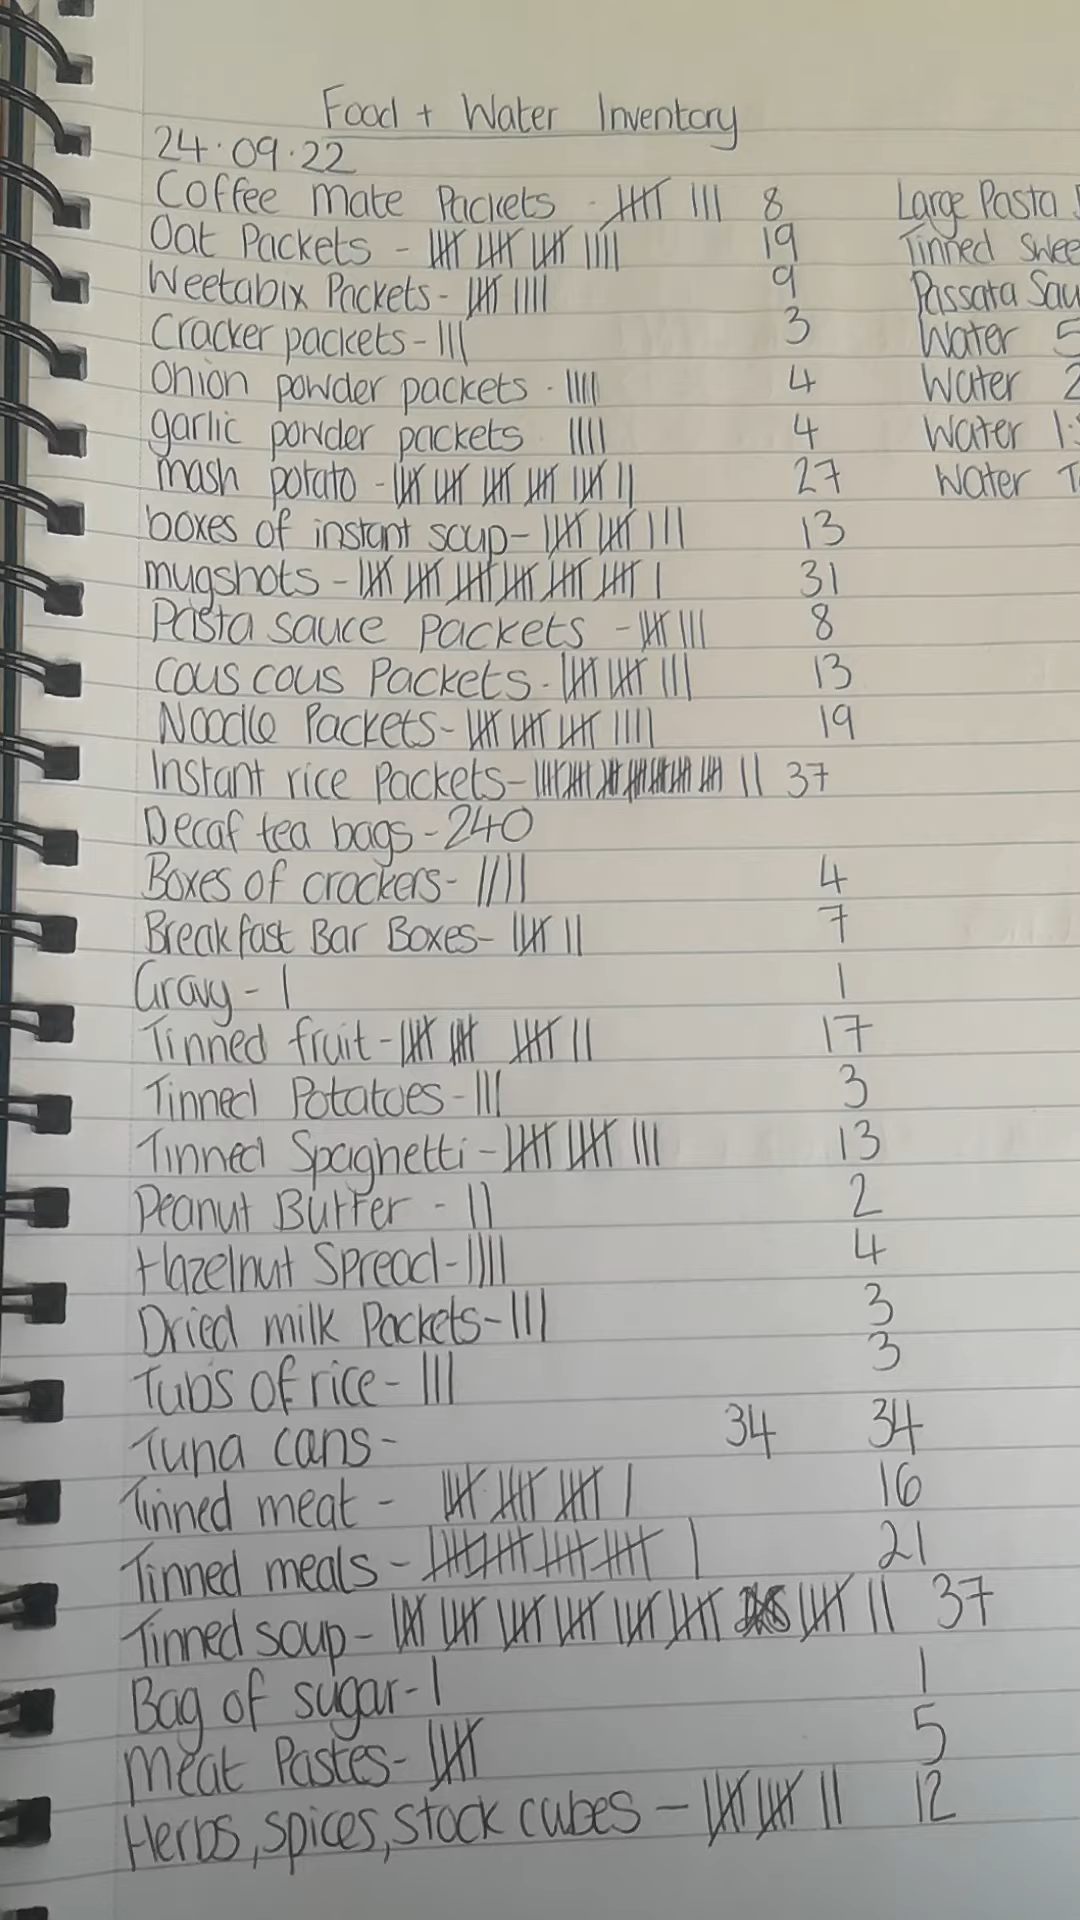 Food + Water Inventory
24.09.22
Coffee mate Packets - 8
Oat Packets - 19
Weetabix Packets - 9
Cracker packets - 3
Onion powder packets - 4
garlic powder packets 4
mash potato - 27
boxes of instant soup - 13
mugshots - 31
Pasta sauce packets - 8
cous cous Packets - 13
Noodle Packets - 19
Instant rice Packets - 37
Decaf tea bags - 240
Boxes of crackers - 4
Breakfast Bar Boxes - 7
Gravy - 1
Tinned fruit - 17
Tinned Potatoes - 3
Tinned Spaghetti - 13
Peanut Butter - 2
Hazelnut Spread - 4
Dried milk Packets - 3
Tubs of rice - 3
Tuna cans - 34 34
Tinned meat - 16
Tinned meals - 21
Tinned soup - 37
Bag of sugar - 1
Meat Pastes - 5
Herbs, spices, stock cubes - 12
Large Pasta
Tinned
Passata
Water
Water
Water
Water